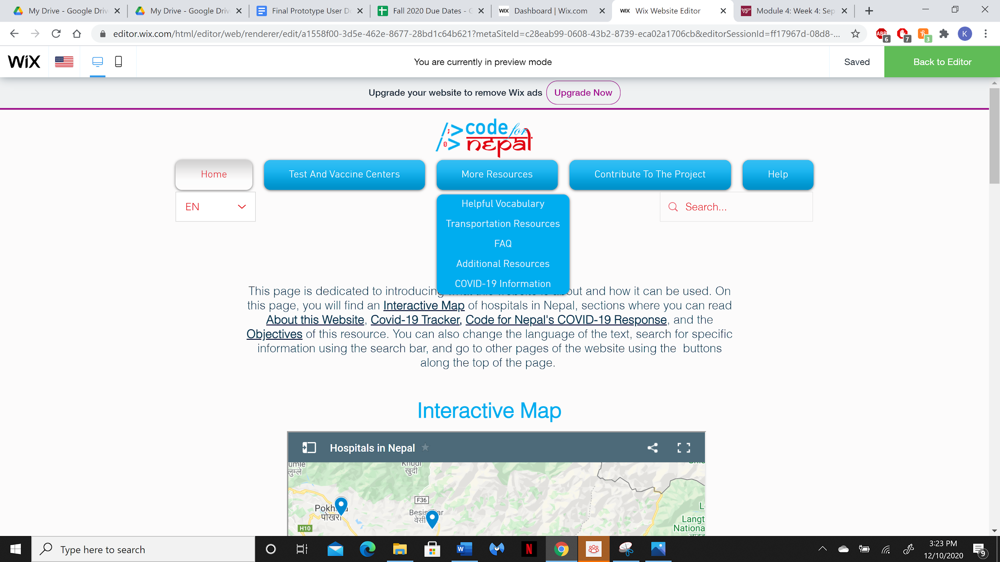 My Drive - Google Driv
My Drive - Google Driv
Final Prototype User Do
Fall 2020 Due Dates - G
WiX Dashboard | Wix.com
WiX Wix Website Editor
VT Module 4: Week 4: Sep
editor.wix.com/html/editor/web/renderer/edit/a1558f00-3d5e-462e-8677-28bd1c64b621?metaSiteId=c28eab99-0608-43b2-8739-eca02a1706cb&editorSessionId=ff17967d-08d8-...
ABP 6 7 3 K
WiX
You are currently in preview mode
Saved
Back to Editor
Upgrade your website to remove Wix ads Upgrade Now
code for
nepal
Home
Test And Vaccine Centers
More Resources
Contribute To The Project
Help
EN
Search...
Helpful Vocabulary
Transportation Resources
FAQ
Additional Resources
COVID-19 Information
This page is dedicated to introducing out and how it can be used. On
this page, you will find an Interactive Map of hospitals in Nepal, sections where you can read
About this Website, Covid-19 Tracker, Code for Nepal's COVID-19 Response, and the
Objectives of this resource. You can also change the language of the text, search for specific
information using the search bar, and go to other pages of the website using the buttons
along the top of the page.
Interactive Map
Hospitals in Nepal
umle
लुम्ले
Khudi
खुदी
F36
Pokh
पोखरा
Besis ar
वेसी
H10
L
Langt
Nationa
Type here to search
W
N
3:23 PM
12/10/2020
9